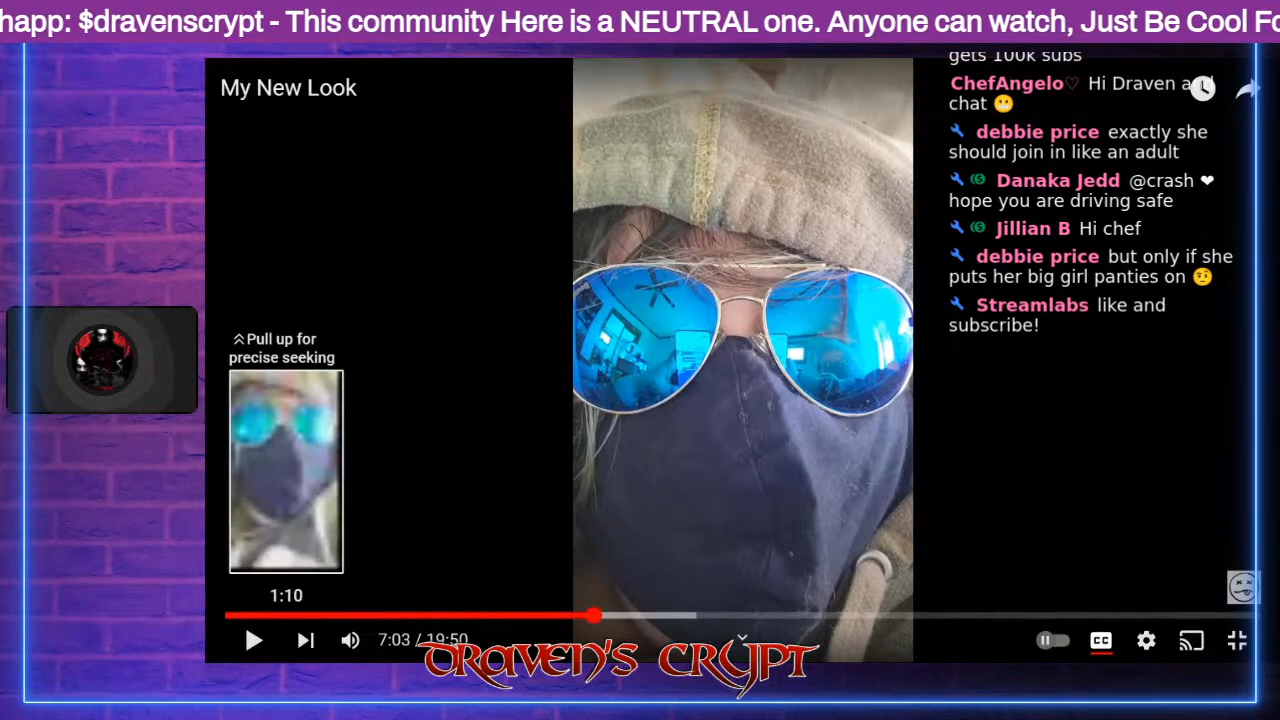 happ: $dravenscrypt - This community Here is a NEUTRAL one. Anyone can watch, Just Be Cool Fo
My New Look
gets 100k subs
ChefAngelo♡ Hi Draven and
chat 😬
debbie price exactly she
should join in like an adult
Danaka Jedd @crash ❤
hope you are driving safe
Jillian B Hi chef
debbie price but only if she
puts her big girl panties on 🤨
Streamlabs like and
subscribe!
Pull up for
precise seeking
1:10
7:03 / 19:50
CC
DRAVEN'S CRYPT